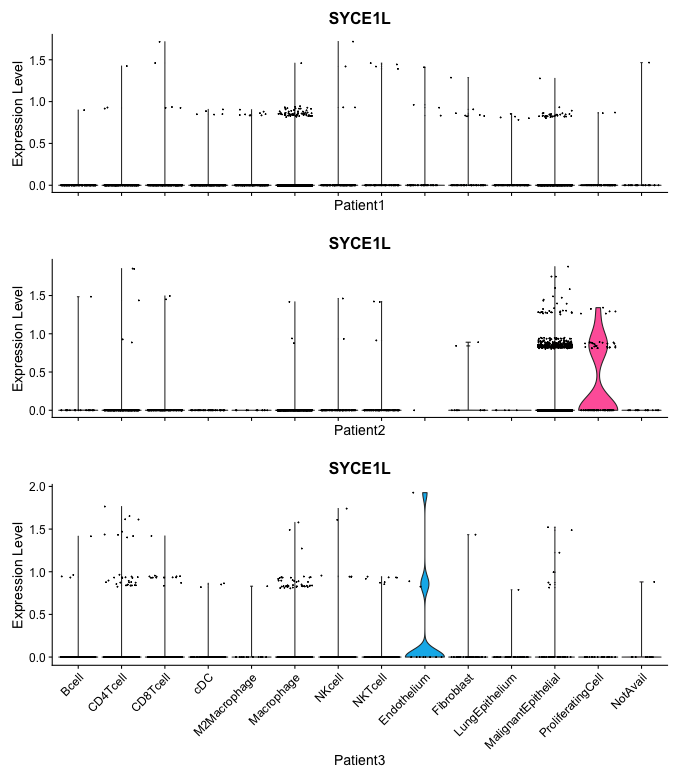 SYCE1L
Expression Level
1.5
1.0
0.5
0.0
Patient1
SYCE1L
Expression Level
1.5
1.0
0.5
0.0
Patient2
SYCE1L
Expression Level
2.0
1.5
1.0
0.5
0.0
Bcell
CD4Tcell
CD8Tcell
cDC
M2Macrophage
Macrophage
NKcell
NKTcell
Endothelium
Fibroblast
LungEpithelium
MalignantEpithelial
ProliferatingCell
NotAvail
Patient3